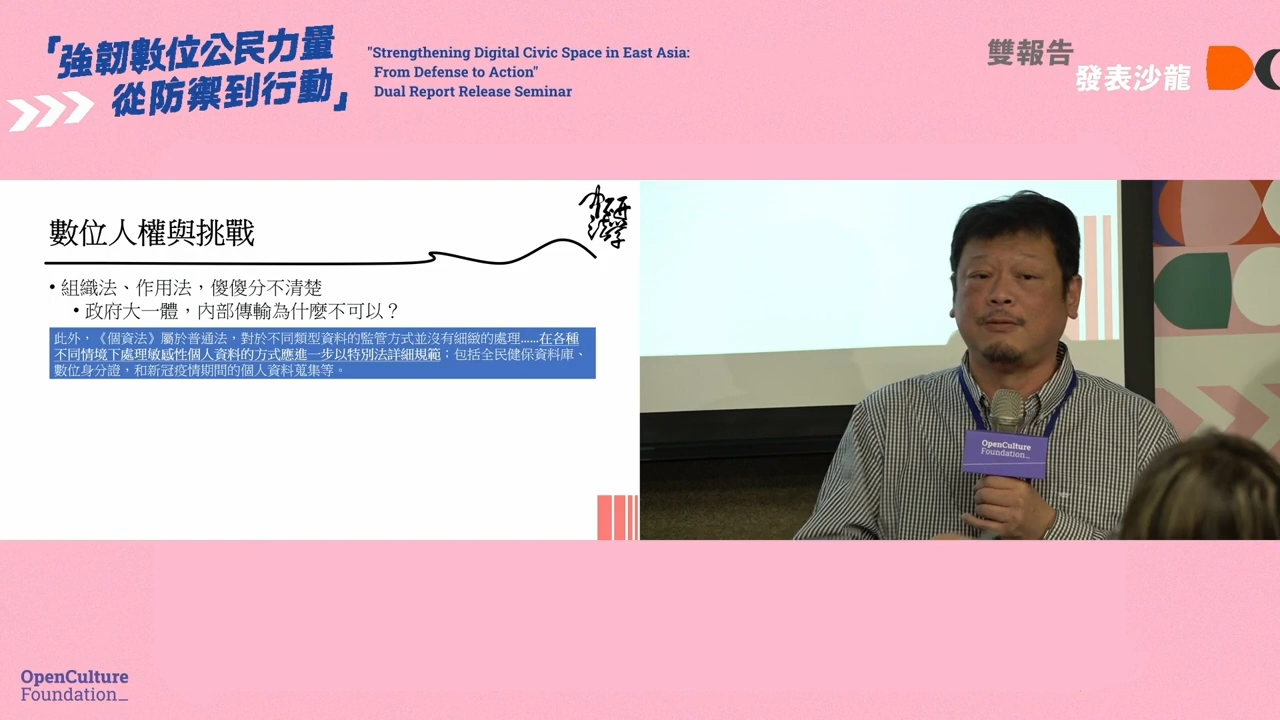 「強韌數位公民力量
從防禦到行動」
"Strengthening Digital Civic Space in East Asia:
From Defense to Action"
Dual Report Release Seminar
雙報告
發表沙龍
數位人權與挑戰
• 組織法、作用法，傻傻分不清楚
• 政府大一體，內部傳輸為什麼不可以？
此外，《個資法》屬於普通法，對於不同類型資料的監管方式並沒有細緻的處理……在各種
不同情境下處理敏感性個人資料的方式應進一步以特別法詳細規範；包括全民健保資料庫、
數位身分證，和新冠疫情期間的個人資料蒐集等。
OpenCulture
Foundation_
OpenCulture
Foundation_